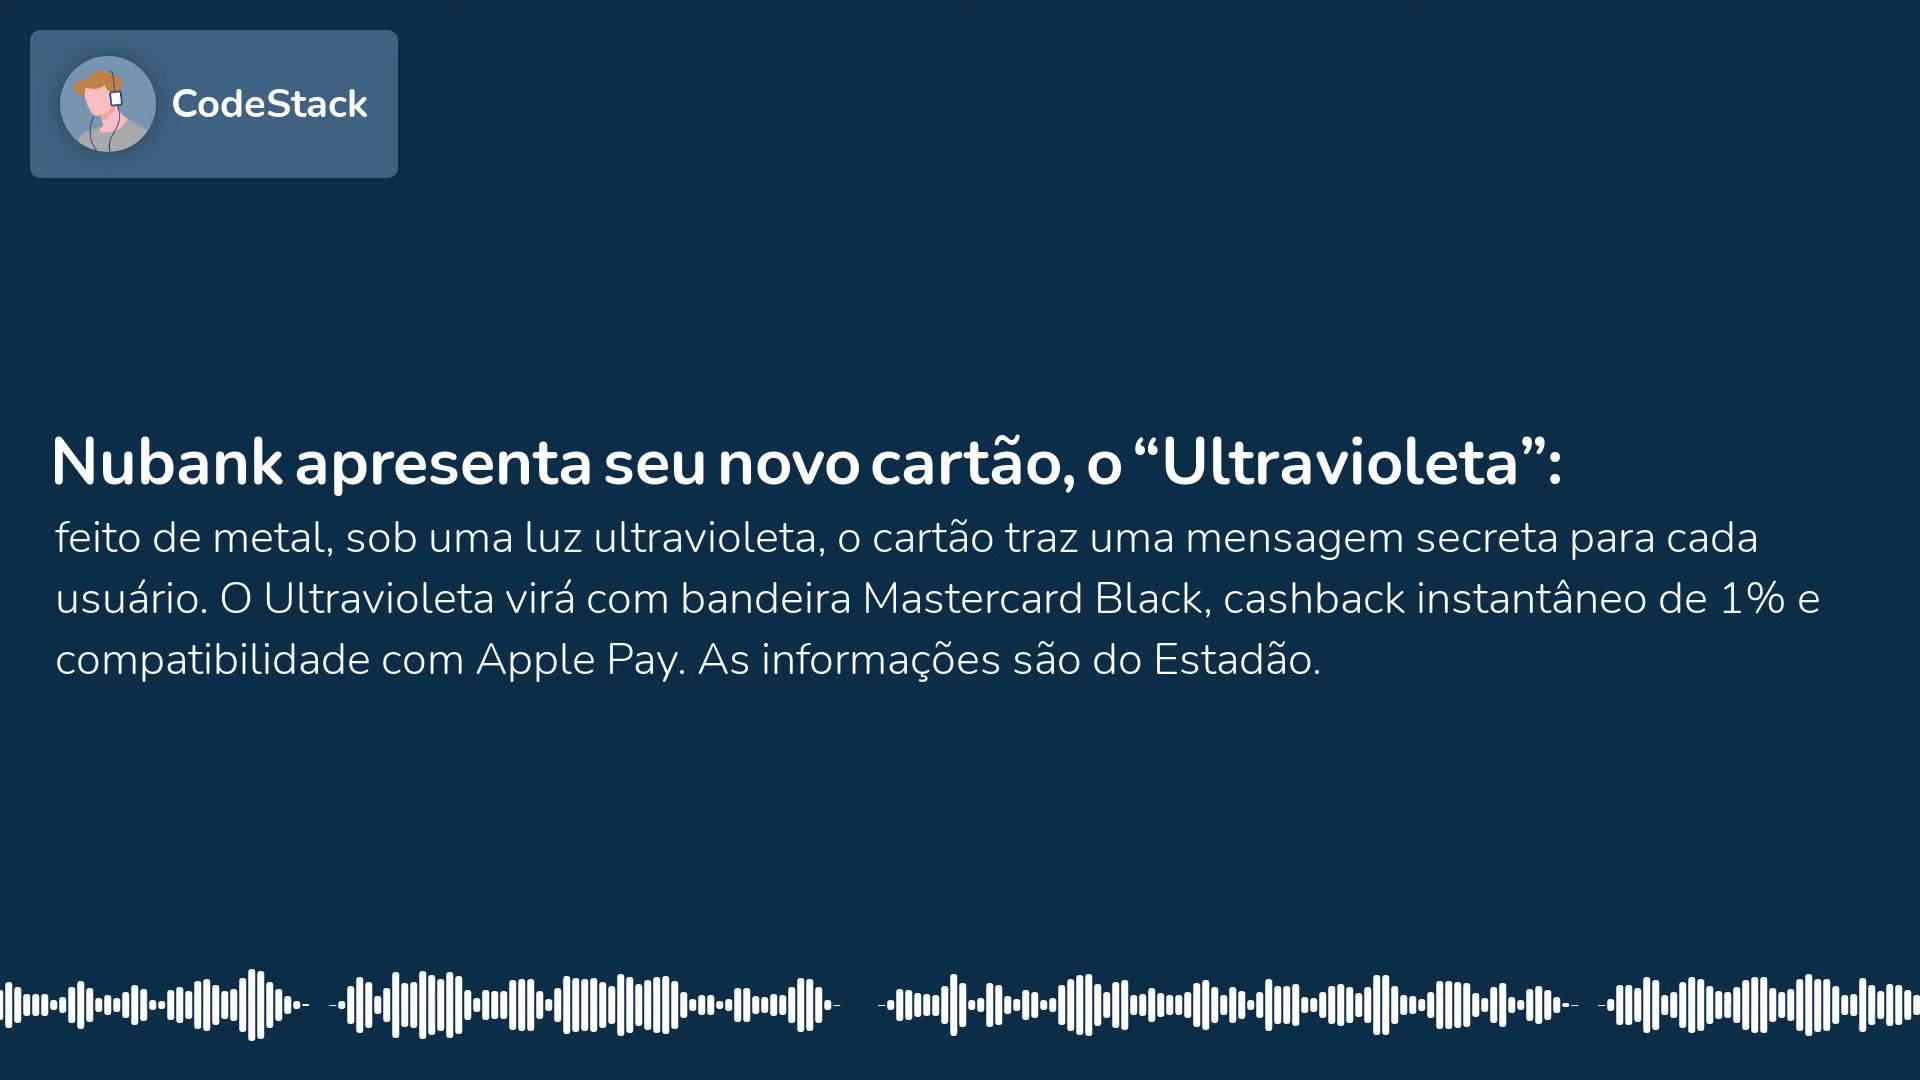 CodeStack
Nubank apresenta seu novo cartão, o “Ultravioleta”:
feito de metal, sob uma luz ultravioleta, o cartão traz uma mensagem secreta para cada
usuário. O Ultravioleta virá com bandeira Mastercard Black, cashback instantâneo de 1% e
compatibilidade com Apple Pay. As informações são do Estadão.